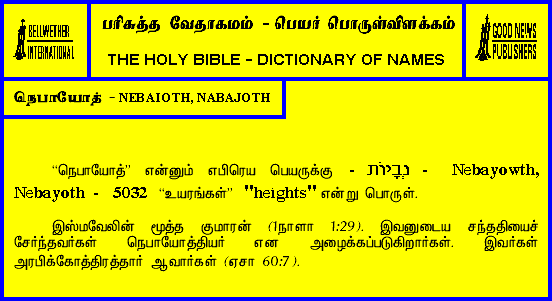 BELLWETHER
INTERNATIONAL
பரிசுத்த வேதாகமம் - பெயர் பொருள்விளக்கம்
THE HOLY BIBLE - DICTIONARY OF NAMES
GOOD NEWS
PUBLISHERS
நெபாயோத் - NEBAIOTH, NABAJOTH
“நெபாயோத்” என்னும் எபிரெய பெயருக்கு - נְבָיוֹת - Nebayowth,
Nebayoth - 5032 “உயரங்கள்” "heights" என்று பொருள்.
இஸ்மவேலின் மூத்த குமாரன் (1நாளா 1:29). இவனுடைய சந்ததியைச்
சேர்ந்தவர்கள் நெபாயோத்தியர் என அழைக்கப்படுகிறார்கள். இவர்கள்
அரபிக்கோத்திரத்தார் ஆவார்கள் (ஏசா 60:7).